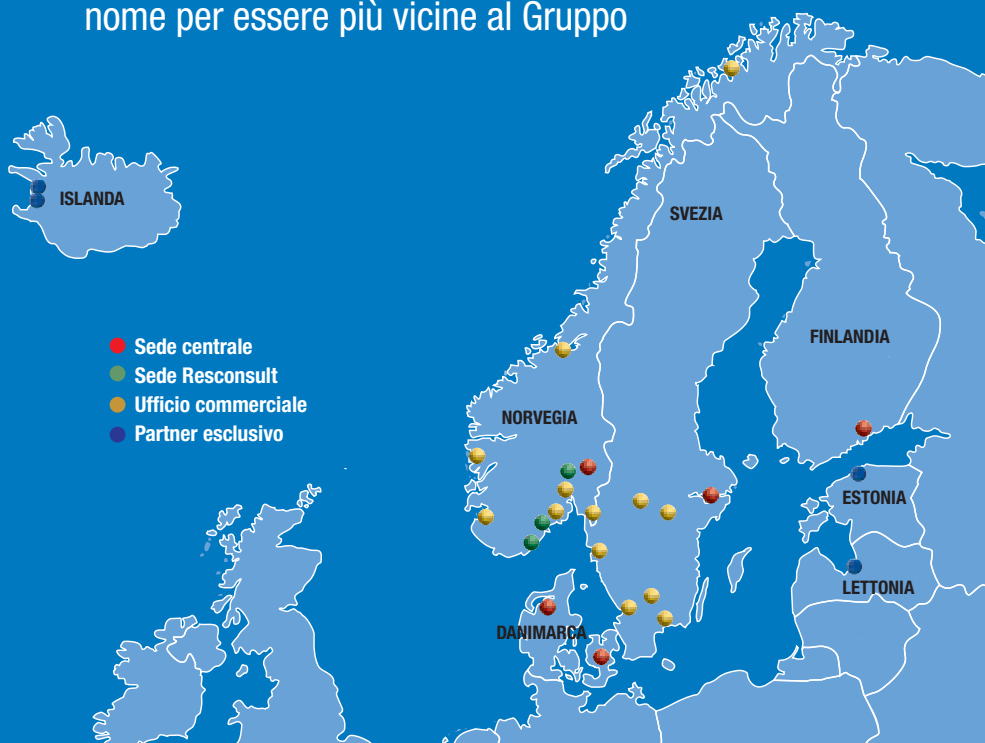 nome per essere più vicine al Gruppo
ISLANDA
SVEZIA
FINLANDIA
Sede centrale
Sede Resconsult
Ufficio commerciale
Partner esclusivo
NORVEGIA
ESTONIA
LETTONIA
DANIMARCA